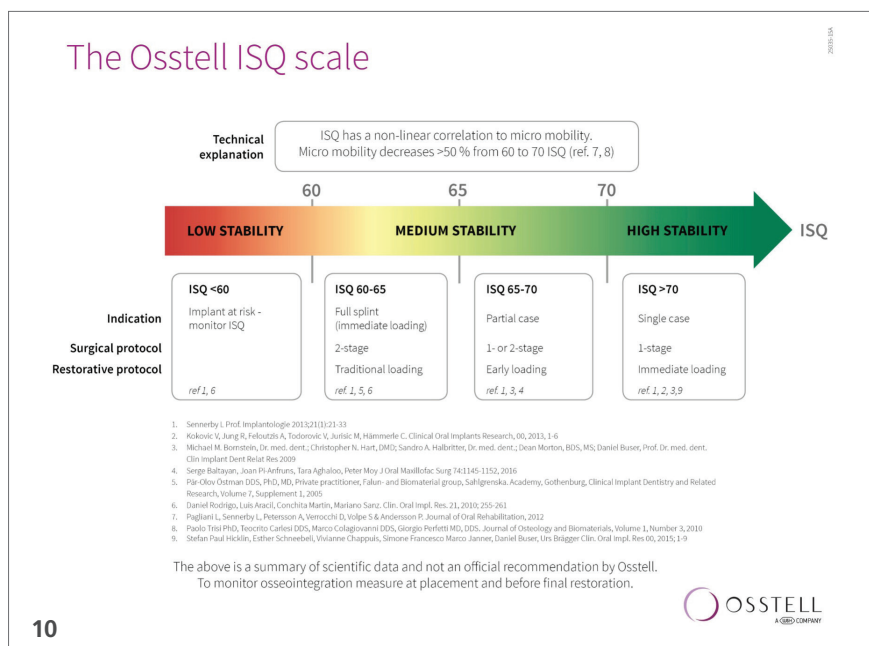 The Osstell ISQ scale
25035-15A
Technical explanation
ISQ has a non-linear correlation to micro mobility.
Micro mobility decreases >50 % from 60 to 70 ISQ (ref. 7, 8)
60 65 70
LOW STABILITY MEDIUM STABILITY HIGH STABILITY ISQ
ISQ <60 ISQ 60-65 ISQ 65-70 ISQ >70
Indication
Implant at risk -
monitor ISQ
Full splint
(immediate loading)
Partial case
Single case
Surgical protocol 2-stage 1- or 2-stage 1-stage
Restorative protocol Traditional loading Early loading Immediate loading
ref 1, 6 ref. 1, 5, 6 ref. 1, 3, 4 ref. 1, 2, 3,9
1. Sennerby L Prof. Implantologie 2013;21(1):21-33
2. Kokovic V, Jung R, Feloutzis A, Todorovic V, Jurisic M, Hämmerle C. Clinical Oral Implants Research, 00, 2013, 1-6
3. Michael M. Bornstein, Dr. med. dent.; Christopher N. Hart, DMD; Sandro A. Halbritter, Dr. med. dent.; Dean Morton, BDS, MS; Daniel Buser, Prof. Dr. med. dent.
Clin Implant Dent Relat Res 2009
4. Serge Baltayan, Joan Pi-Anfruns, Tara Aghaloo, Peter Moy J Oral Maxillofac Surg 74:1145-1152, 2016
5. Pär-Olov Östman DDS, PhD, MD, Private practitioner, Falun- and Biomaterial group, Sahlgrenska. Academy, Gothenburg, Clinical Implant Dentistry and Related
Research, Volume 7, Supplement 1, 2005
6. Daniel Rodrigo, Luis Aracil, Conchita Martin, Mariano Sanz. Clin. Oral Impl. Res. 21, 2010; 255-261
7. Pagliani L, Sennerby L, Petersson A, Verrocchi D, Volpe S & Andersson P. Journal of Oral Rehabilitation, 2012
8. Paolo Trisi PhD, Teocrito Carlesi DDS, Marco Colagiovanni DDS, Giorgio Perfetti MD, DDS. Journal of Osteology and Biomaterials, Volume 1, Number 3, 2010
9. Stefan Paul Hicklin, Esther Schneebeli, Vivianne Chappuis, Simone Francesco Marco Janner, Daniel Buser, Urs Brägger Clin. Oral Impl. Res 00, 2015; 1-9
The above is a summary of scientific data and not an official recommendation by Osstell.
To monitor osseointegration measure at placement and before final restoration.
OSSTELL
A W&H COMPANY
10